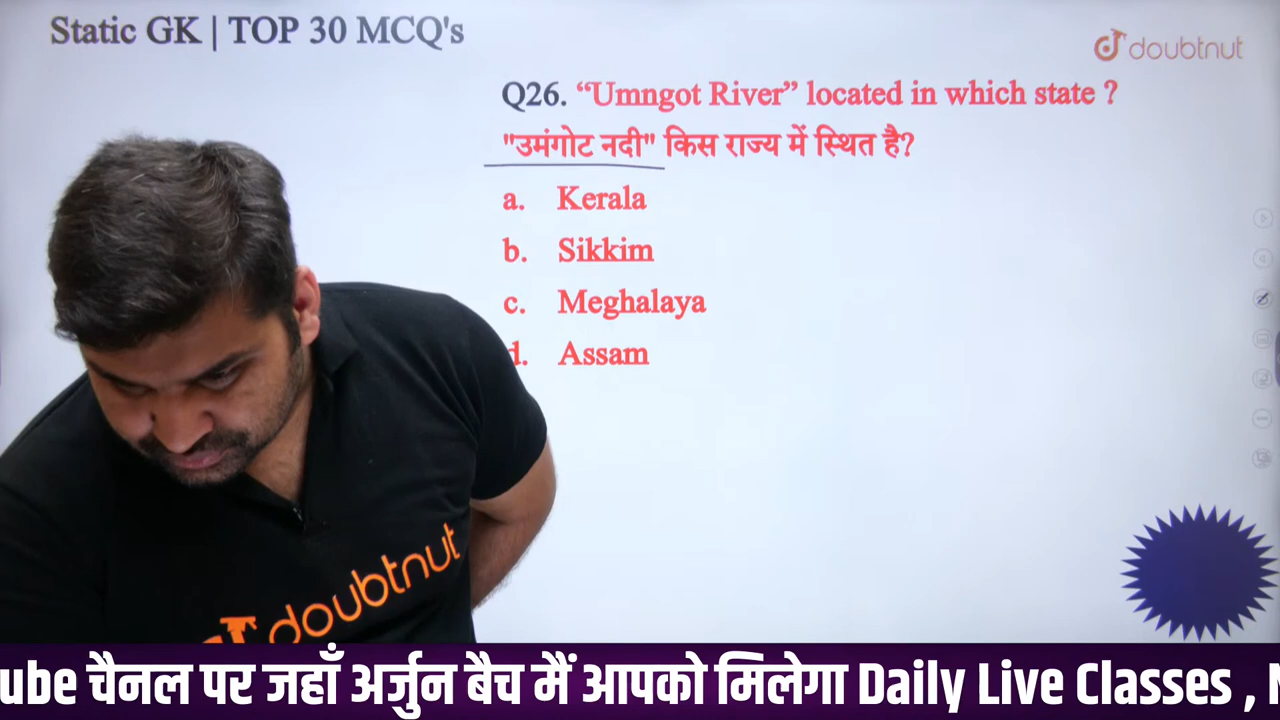 Static GK | TOP 30 MCQ's
doubtnut
Q26. “Umngot River” located in which state ?
"उमंगोट नदी" किस राज्य में स्थित है?
a. Kerala
b. Sikkim
c. Meghalaya
d. Assam
doubtnut
ube चैनल पर जहाँ अर्जुन बैच मैं आपको मिलेगा Daily Live Classes ,